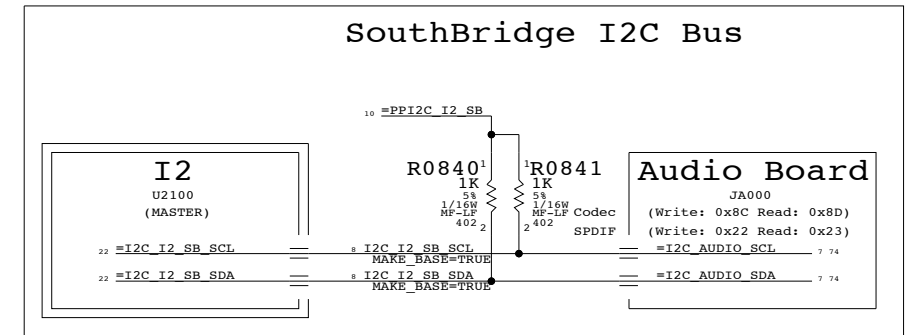 SouthBridge I2C Bus
10 =PPI2C_I2_SB
I2
U2100
(MASTER)
R0840 1
1K
5%
1/16W
MF-LF
402 2
1 R0841
1K
5%
1/16W
MF-LF
2 402
Audio Board
JA000
Codec (Write: 0x8C Read: 0x8D)
SPDIF (Write: 0x22 Read: 0x23)
22 =I2C_I2_SB_SCL 8 I2C_I2_SB_SCL =I2C_AUDIO_SCL 7 74
MAKE_BASE=TRUE
22 =I2C_I2_SB_SDA 8 I2C_I2_SB_SDA =I2C_AUDIO_SDA 7 74
MAKE_BASE=TRUE